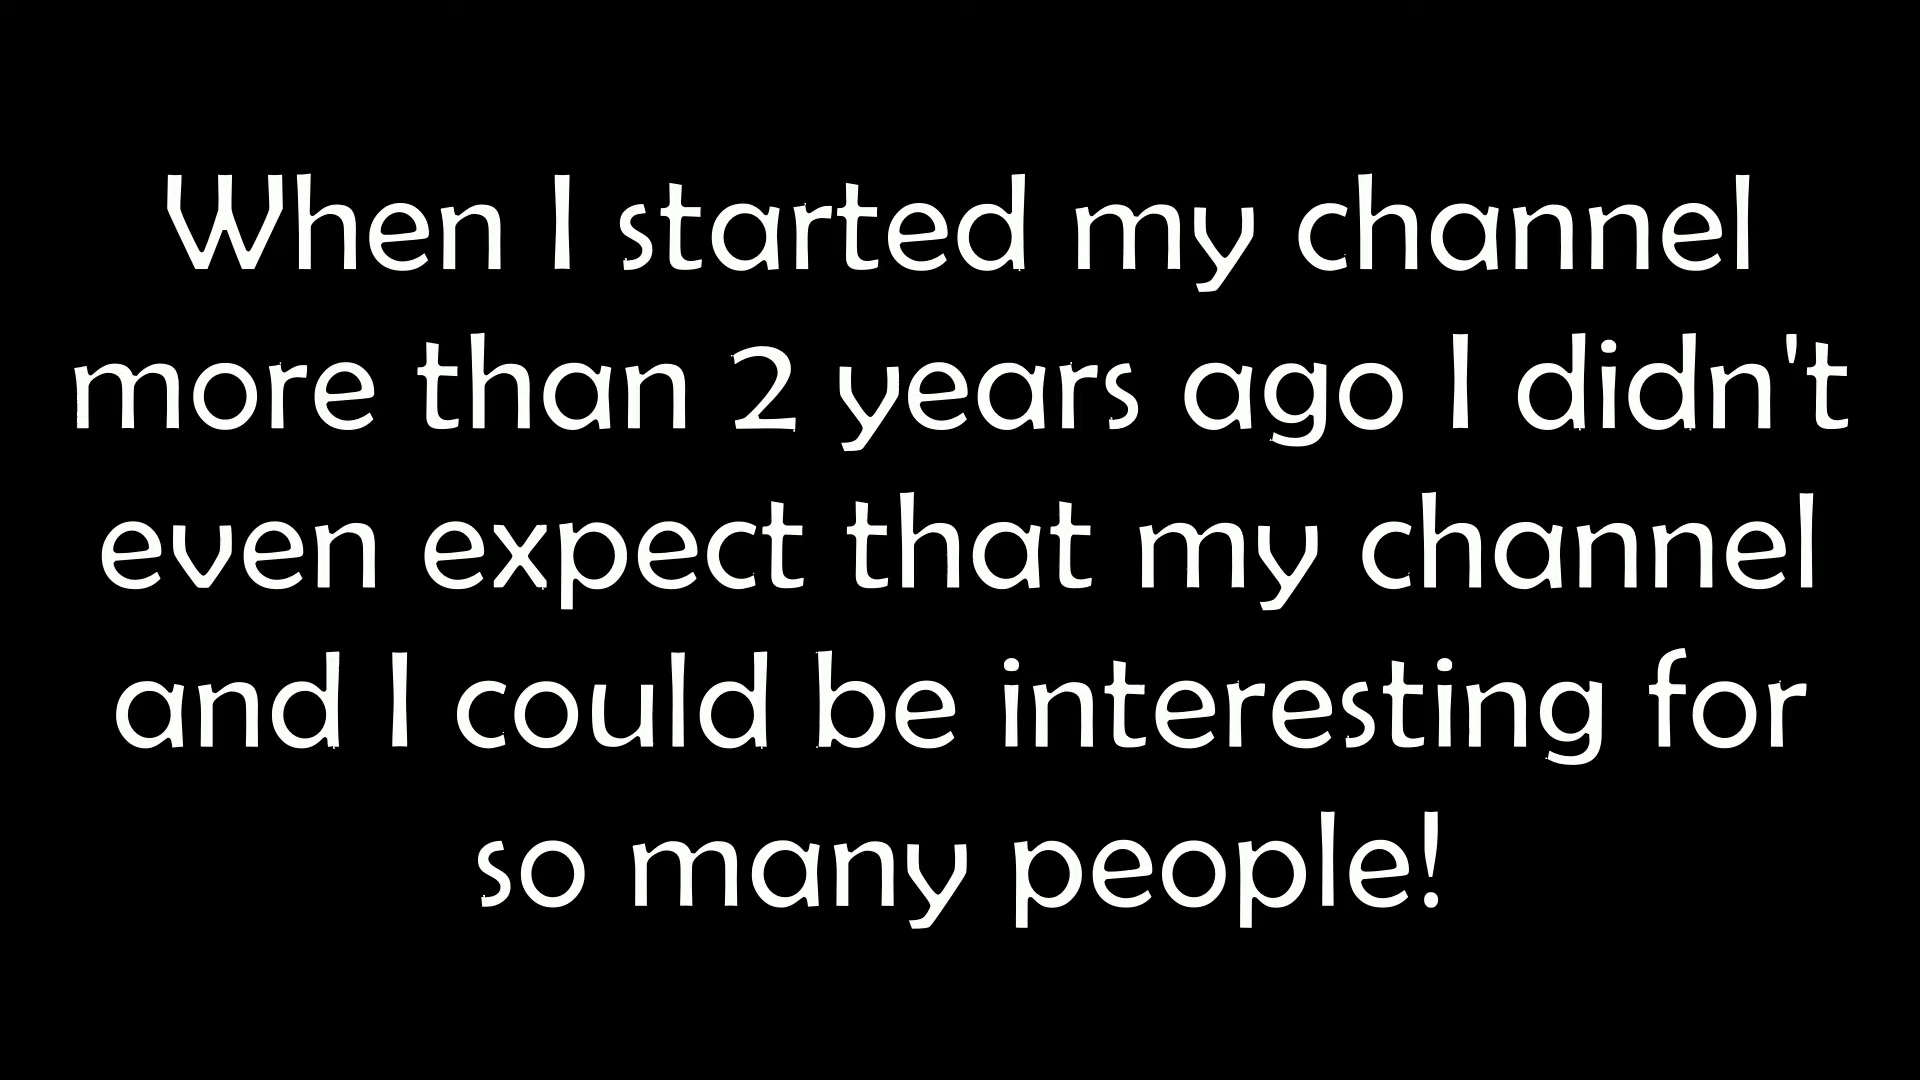 When I started my channel
more than 2 years ago I didn't
even expect that my channel
and I could be interesting for
so many people!